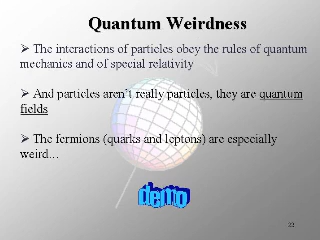 Quantum Weirdness
➢ The interactions of particles obey the rules of quantum
mechanics and of special relativity
➢ And particles aren't really particles, they are quantum
fields
➢ The fermions (quarks and leptons) are especially
weird...
demo
22